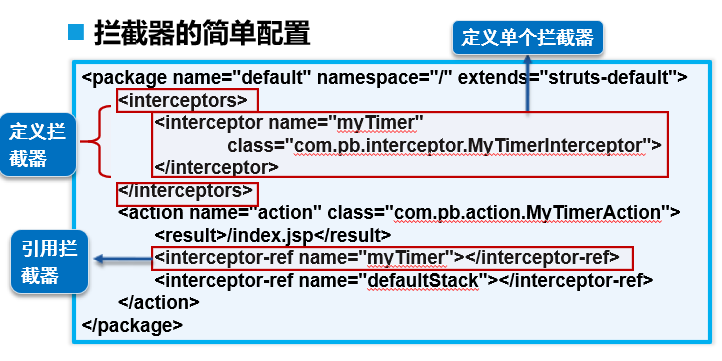 拦截器的简单配置
定义单个拦截器
<package name="default" namespace="/" extends="struts-default">
<interceptors>
定义拦
截器
<interceptor name="myTimer"
class="com.pb.interceptor.MyTimerInterceptor">
</interceptor>
</interceptors>
<action name="action" class="com.pb.action.MyTimerAction">
<result>/index.jsp</result>
引用拦
截器
<interceptor-ref name="myTimer"></interceptor-ref>
<interceptor-ref name="defaultStack"></interceptor-ref>
</action>
</package>